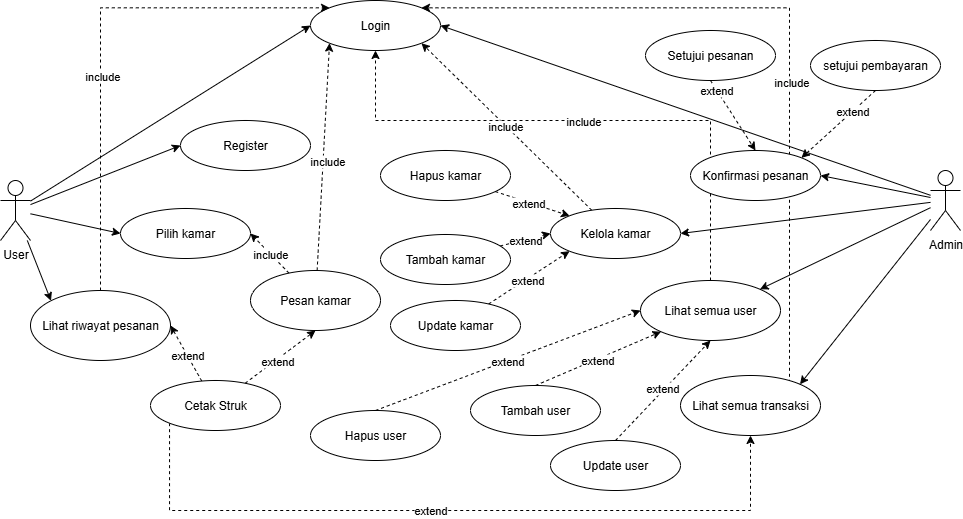 Login
Setujui pesanan
setujui pembayaran
include
include
extend
extend
include
include
Register
include
Hapus kamar
Konfirmasi pesanan
extend
Pilih kamar
Kelola kamar
User
Admin
extend
include
Tambah kamar
extend
Pesan kamar
Lihat riwayat pesanan
Update kamar
Lihat semua user
extend
extend
extend
extend
extend
Cetak Struk
Tambah user
Lihat semua transaksi
Hapus user
Update user
extend